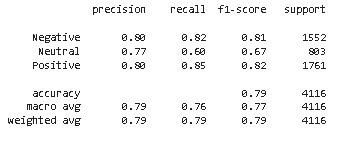 precision recall f1-score support
Negative 0.80 0.82 0.81 1552
Neutral 0.77 0.60 0.67 803
Positive 0.80 0.85 0.82 1761
accuracy 0.79 4116
macro avg 0.79 0.76 0.77 4116
weighted avg 0.79 0.79 0.79 4116